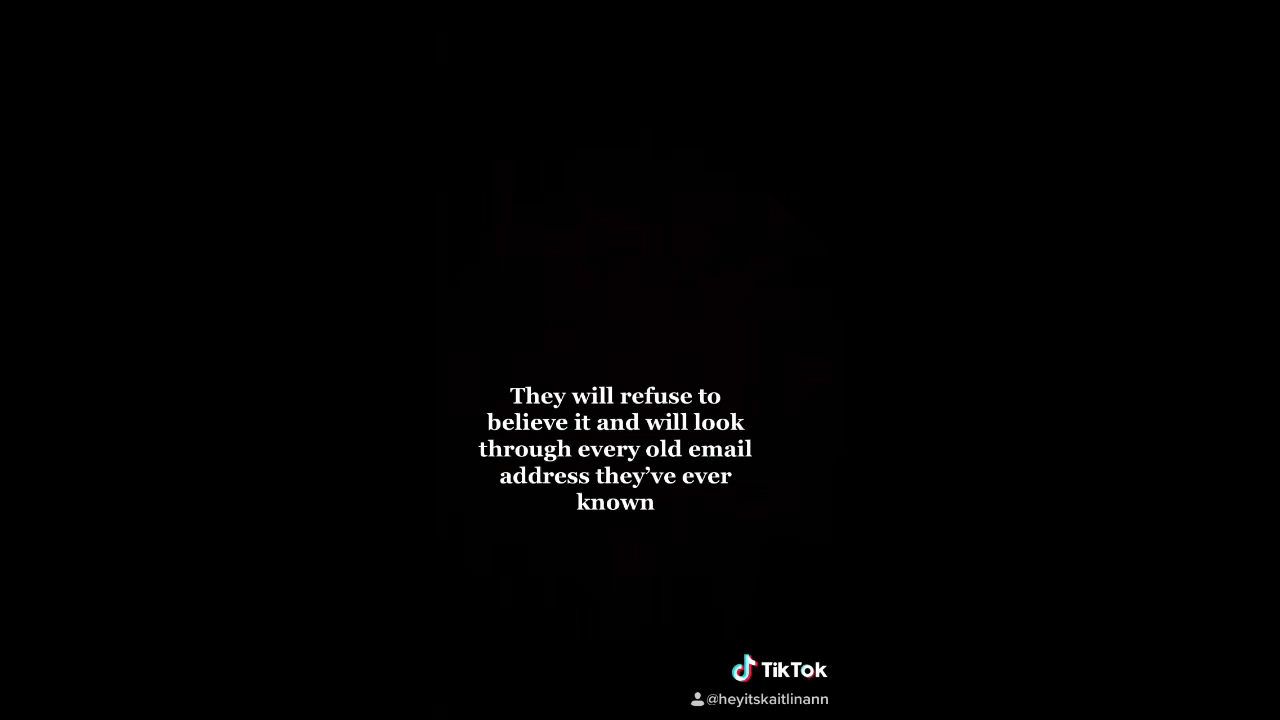 They will refuse to
believe it and will look
through every old email
address they’ve ever
known
TikTok
@heyitskaitlinann